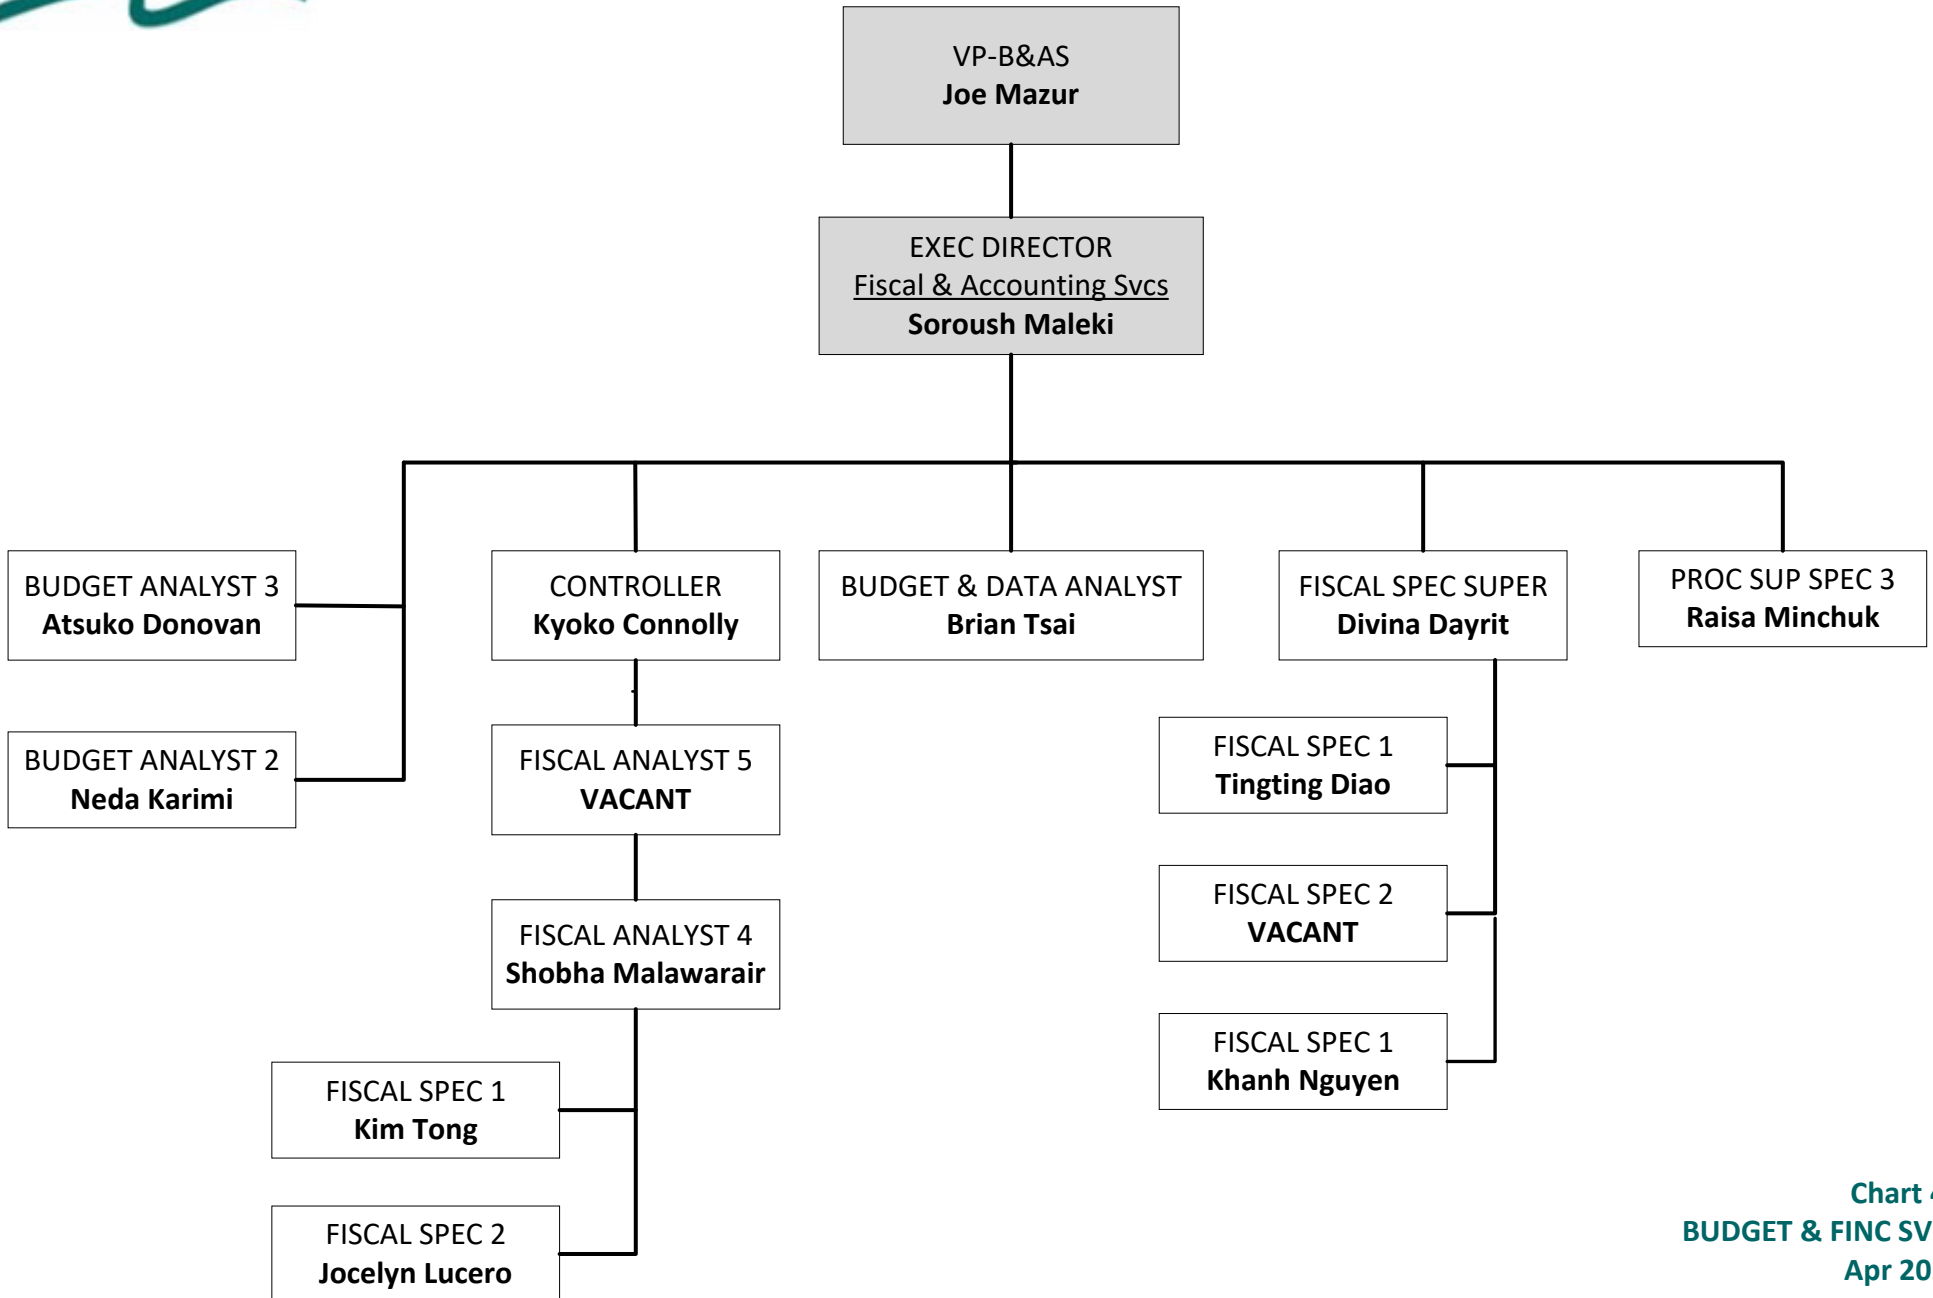 VP-B&AS
Joe Mazur
EXEC DIRECTOR
Fiscal & Accounting Svcs
Soroush Maleki
BUDGET ANALYST 3
Atsuko Donovan
CONTROLLER
Kyoko Connolly
BUDGET & DATA ANALYST
Brian Tsai
FISCAL SPEC SUPER
Divina Dayrit
PROC SUP SPEC 3
Raisa Minchuk
BUDGET ANALYST 2
Neda Karimi
FISCAL ANALYST 5
VACANT
FISCAL SPEC 1
Tingting Diao
FISCAL SPEC 2
VACANT
FISCAL ANALYST 4
Shobha Malawarair
FISCAL SPEC 1
Khanh Nguyen
FISCAL SPEC 1
Kim Tong
FISCAL SPEC 2
Jocelyn Lucero
Chart
BUDGET & FINC SV
Apr 20